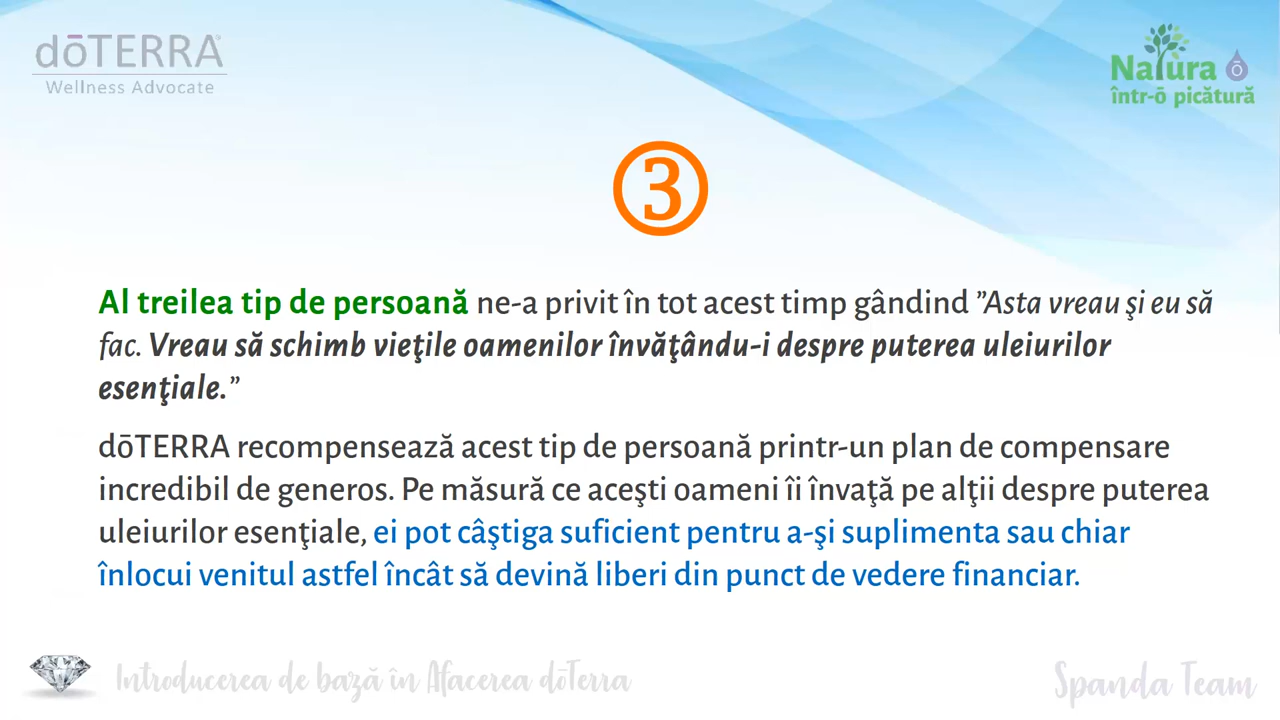 dōTERRA®
Wellness Advocate
Natura ō
într-ō picătură
③
Al treilea tip de persoană ne-a privit în tot acest timp gândind ”Asta vreau şi eu să
fac. Vreau să schimb vieţile oamenilor învăţându-i despre puterea uleiurilor
esenţiale.”
dōTERRA recompensează acest tip de persoană printr-un plan de compensare
incredibil de generos. Pe măsură ce aceşti oameni îi învaţă pe alţii despre puterea
uleiurilor esenţiale, ei pot câştiga suficient pentru a-şi suplimenta sau chiar
înlocui venitul astfel încât să devină liberi din punct de vedere financiar.
Introducerea de bază în Afacerea dōTerra
Spanda Team